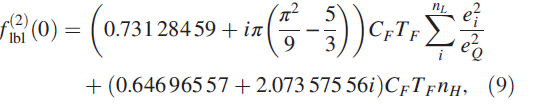 f_{lbl}^{(2)}(0) = \left( 0.731\,284\,59 + i\pi \left( \frac{\pi^2}{9} - \frac{5}{3} \right) \right) C_F T_F \sum_{i}^{n_L} \frac{e_i^2}{e_Q^2}
+ (0.646\,965\,57 + 2.073\,575\,56i) C_F T_F n_H, (9)